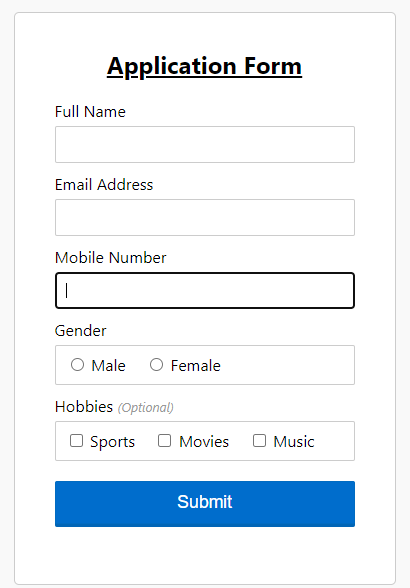 Application Form
Full Name
Email Address
Mobile Number
Gender
Male Female
Hobbies (Optional)
Sports Movies Music
Submit